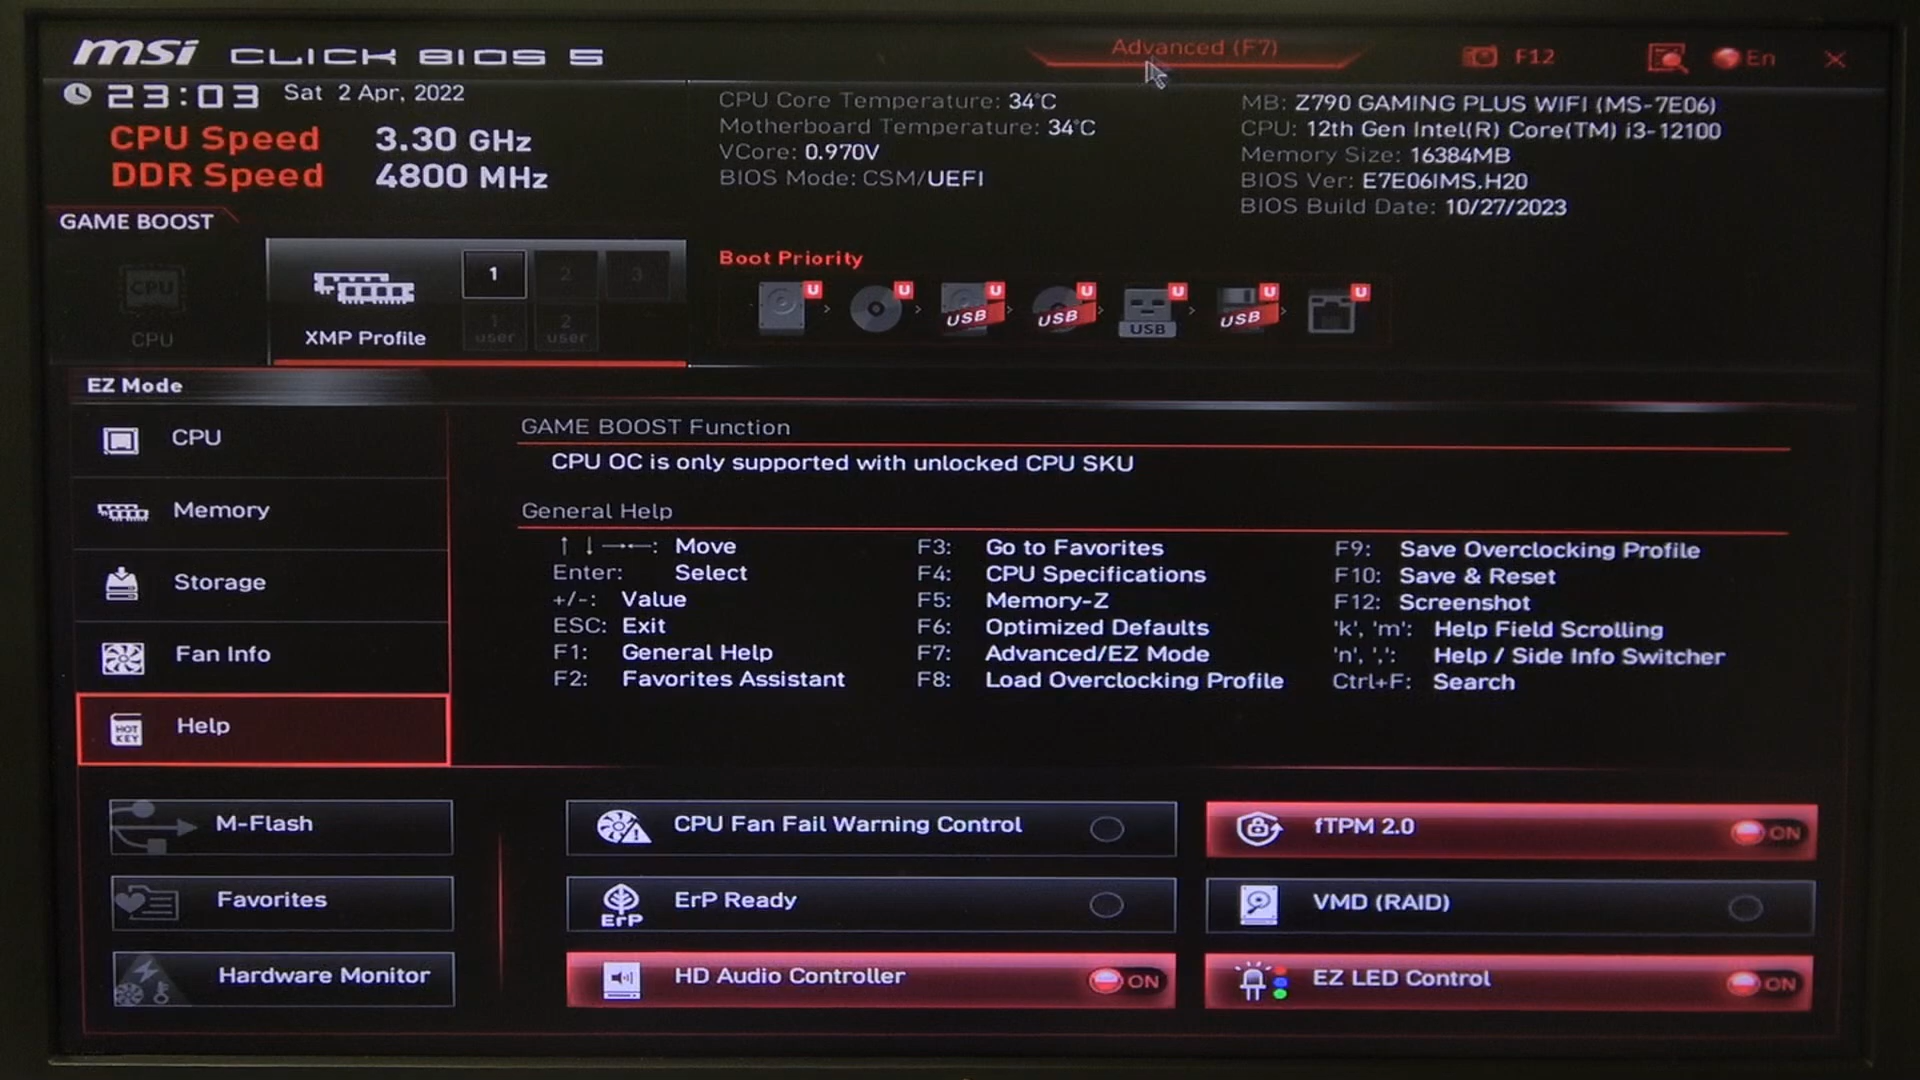 msi CLICK BIOS 5
Advanced (F7)
F12
En
23:03 Sat 2 Apr, 2022
CPU Speed 3.30 GHz
DDR Speed 4800 MHz
CPU Core Temperature: 34°C
Motherboard Temperature: 34°C
VCore: 0.970V
BIOS Mode: CSM/UEFI
MB: Z790 GAMING PLUS WIFI (MS-7E06)
CPU: 12th Gen Intel(R) Core(TM) i3-12100
Memory Size: 16384MB
BIOS Ver: E7E06IMS.H20
BIOS Build Date: 10/27/2023
GAME BOOST
CPU
CPU
XMP Profile
1 2 3
1 user
2 user
Boot Priority
U U U U U U U
USB USB USB USB
EZ Mode
CPU
Memory
Storage
Fan Info
HOT KEY
Help
GAME BOOST Function
CPU OC is only supported with unlocked CPU SKU
General Help
↑ ↓ → ←: Move
Enter: Select
+/-: Value
ESC: Exit
F1: General Help
F2: Favorites Assistant
F3: Go to Favorites
F4: CPU Specifications
F5: Memory-Z
F6: Optimized Defaults
F7: Advanced/EZ Mode
F8: Load Overclocking Profile
F9: Save Overclocking Profile
F10: Save & Reset
F12: Screenshot
'k', 'm': Help Field Scrolling
'n', ',': Help / Side Info Switcher
Ctrl+F: Search
M-Flash
Favorites
Hardware Monitor
CPU Fan Fail Warning Control
ErP
ErP Ready
HD Audio Controller ON
fTPM 2.0 ON
VMD (RAID)
EZ LED Control ON